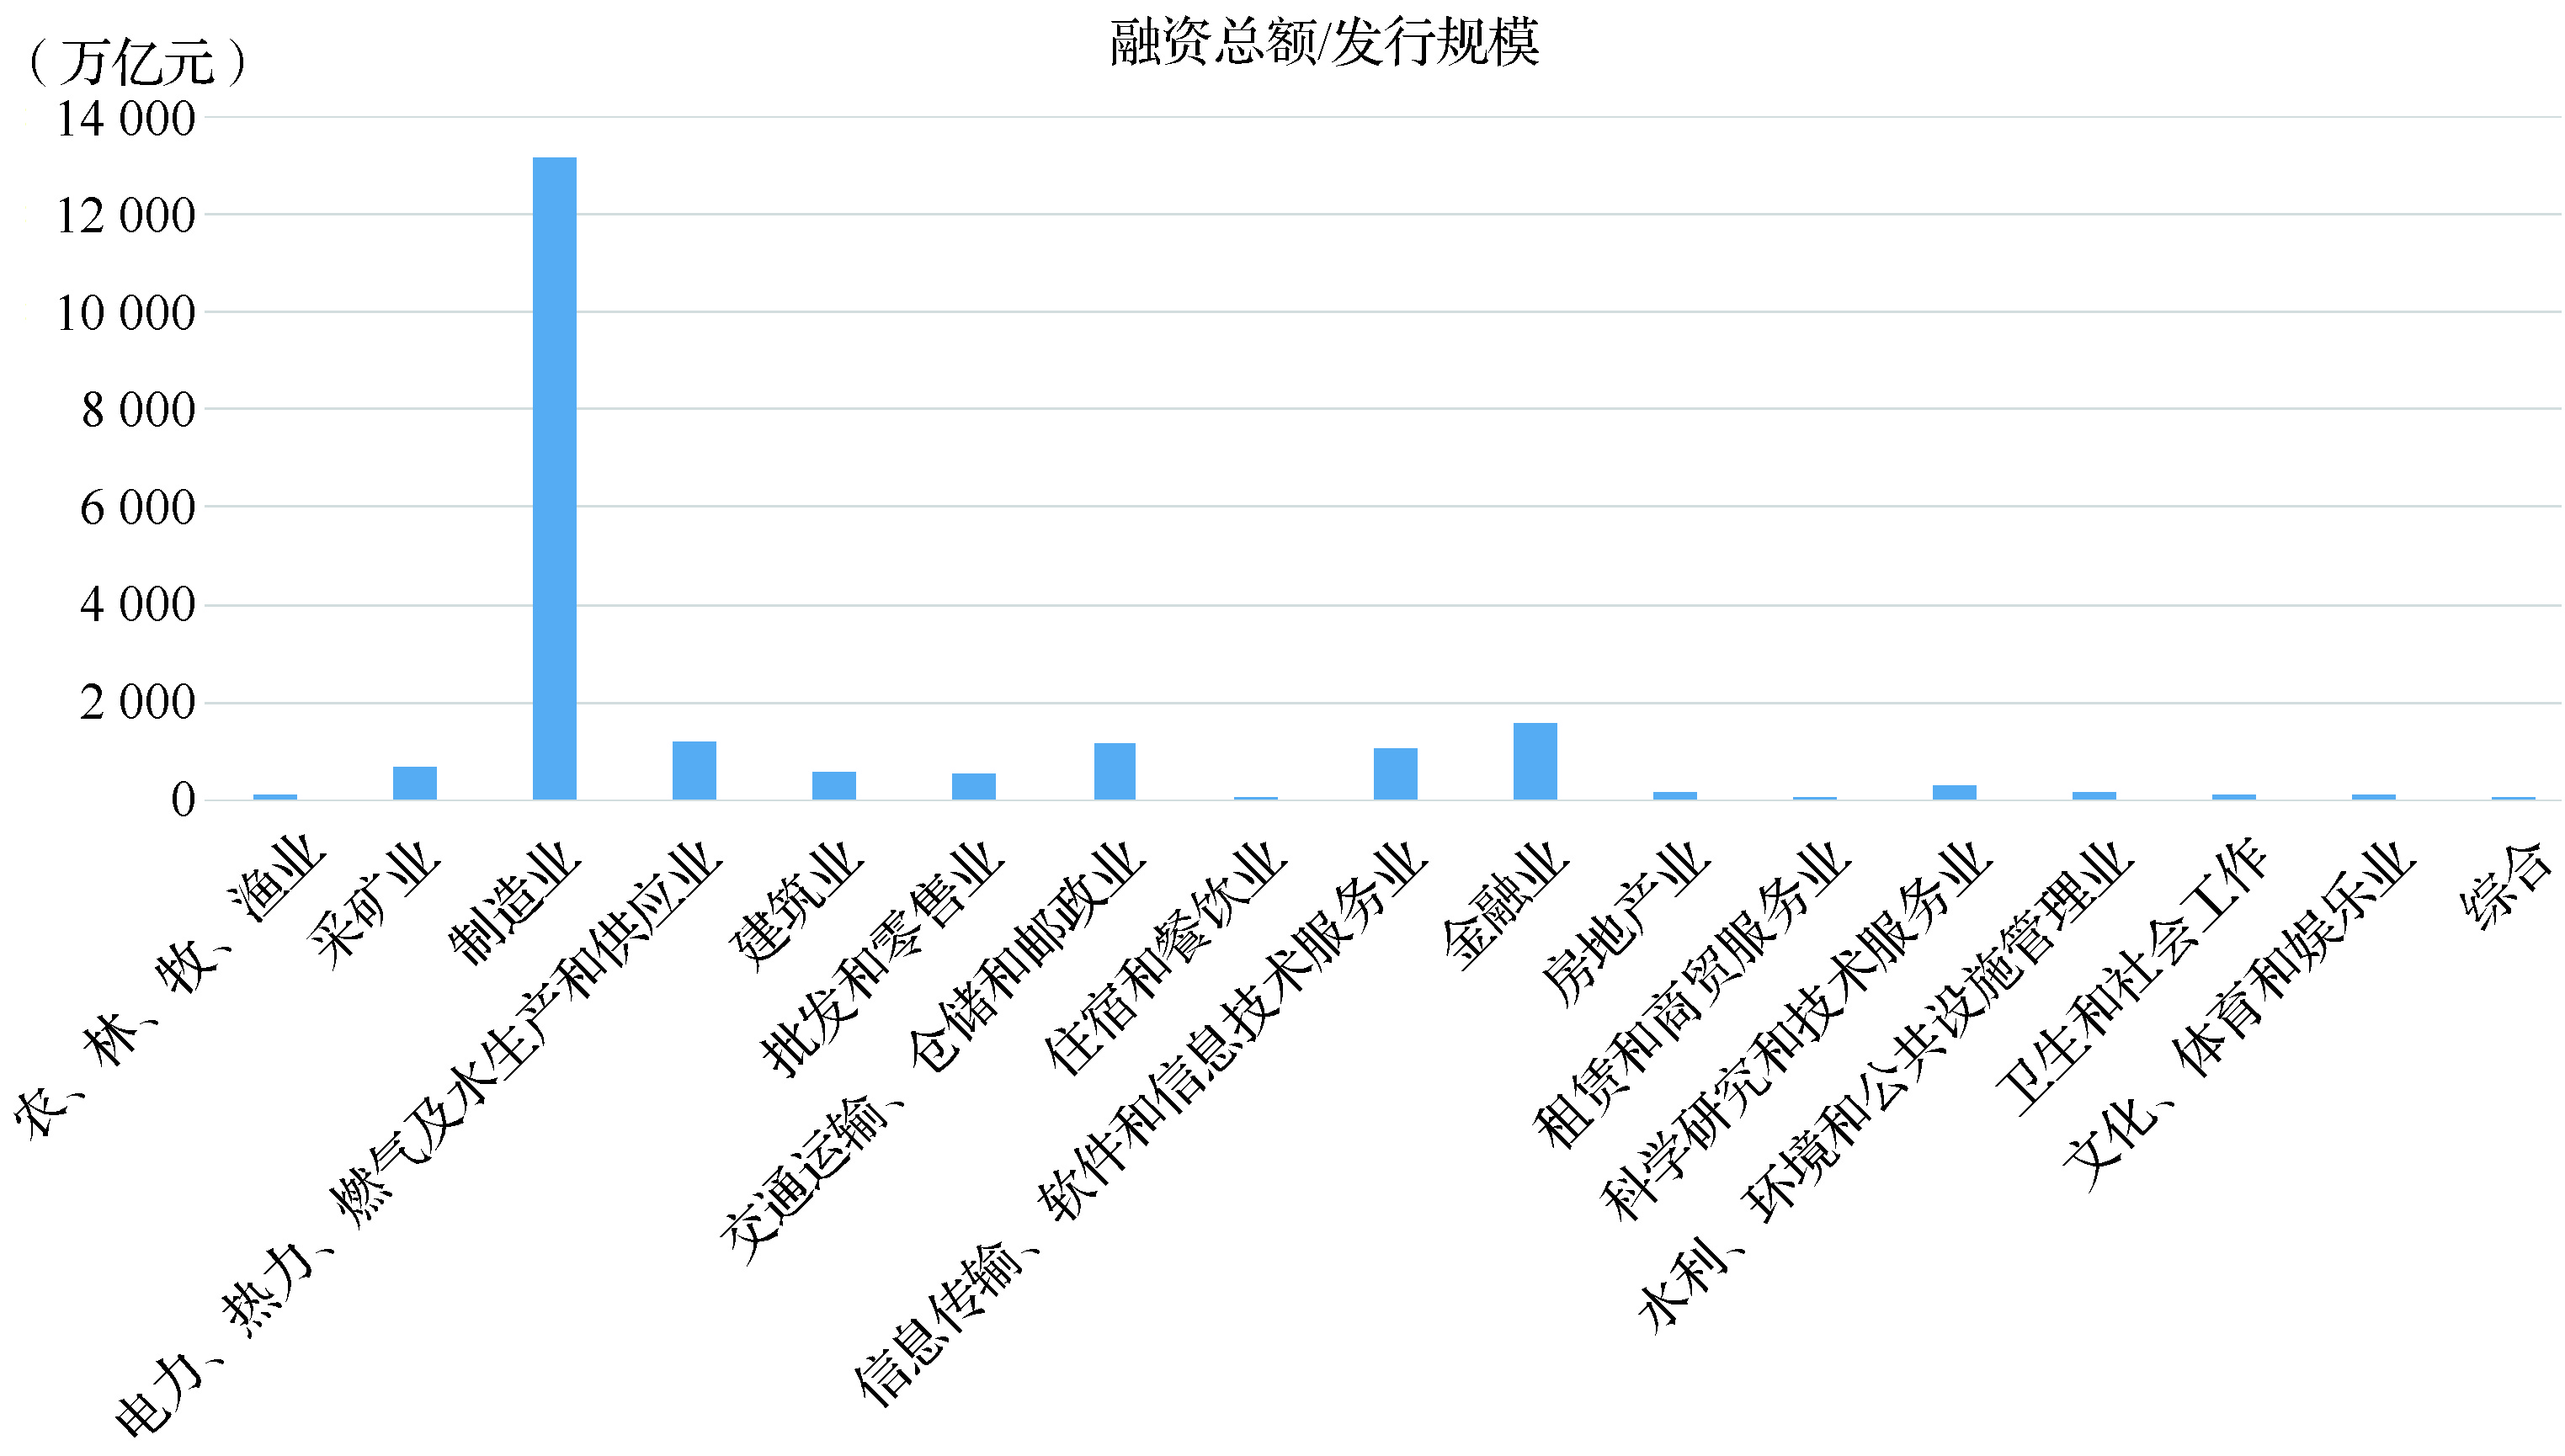 融资总额/发行规模
（万亿元）
14 000
12 000
10 000
8 000
6 000
4 000
2 000
0
农、林、牧、渔业
采矿业
制造业
电力、热力、燃气及水生产和供应业
建筑业
批发和零售业
交通运输、仓储和邮政业
住宿和餐饮业
信息传输、软件和信息技术服务业
金融业
房地产业
租赁和商贸服务业
科学研究和技术服务业
水利、环境和公共设施管理业
卫生和社会工作
文化、体育和娱乐业
综合